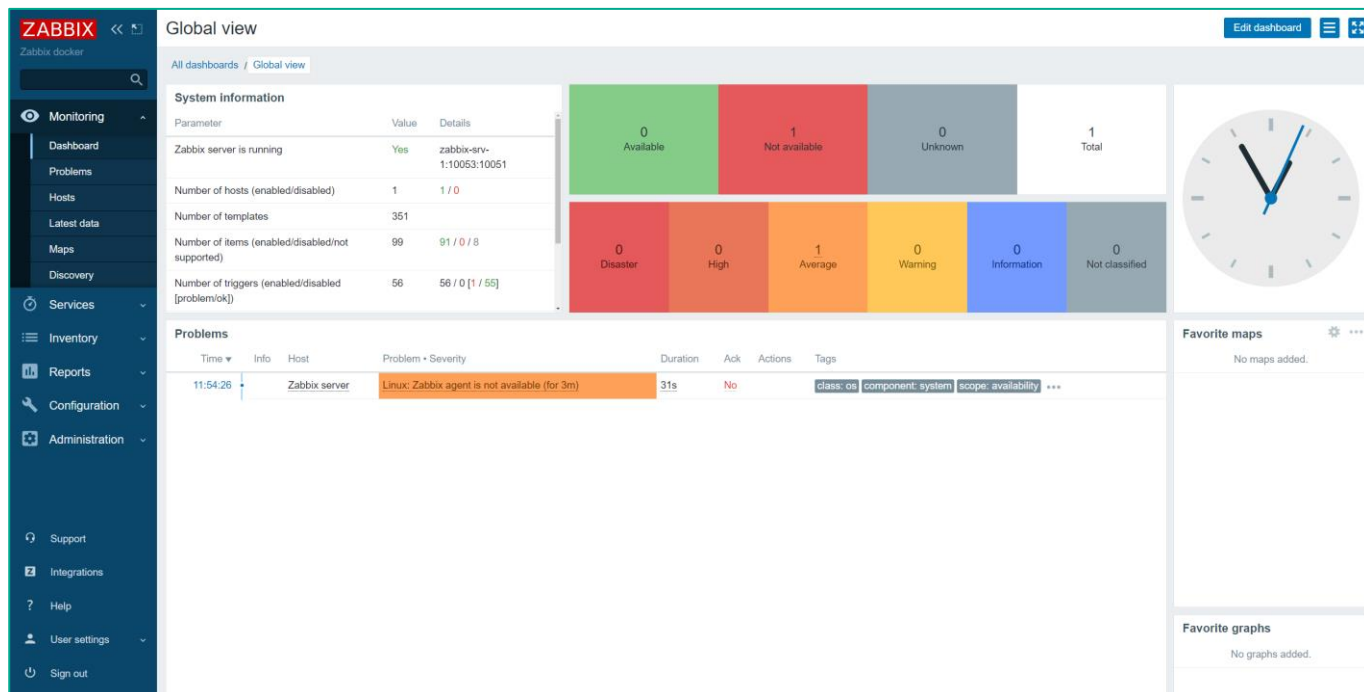 ZABBIX
Zabbix docker
Monitoring
Dashboard
Problems
Hosts
Latest data
Maps
Discovery
Services
Inventory
Reports
Configuration
Administration
Support
Z Integrations
? Help
User settings
Sign out
Global view
Edit dashboard
All dashboards / Global view
System information
Parameter Value Details
Zabbix server is running Yes zabbix-srv-
1:10053:10051
Number of hosts (enabled/disabled) 1 1 / 0
Number of templates 351
Number of items (enabled/disabled/not 99 91 / 0 / 8
supported)
Number of triggers (enabled/disabled 56 56 / 0 [1 / 55]
[problem/ok])
0 1 0 1
Available Not available Unknown Total
0 0 1 0 0 0
Disaster High Average Warning Information Not classified
Problems
Time Info Host Problem • Severity Duration Ack Actions Tags
11:54:26 Zabbix server Linux: Zabbix agent is not available (for 3m) 31s No class: os component: system scope: availability •••
Favorite maps
No maps added.
Favorite graphs
No graphs added.